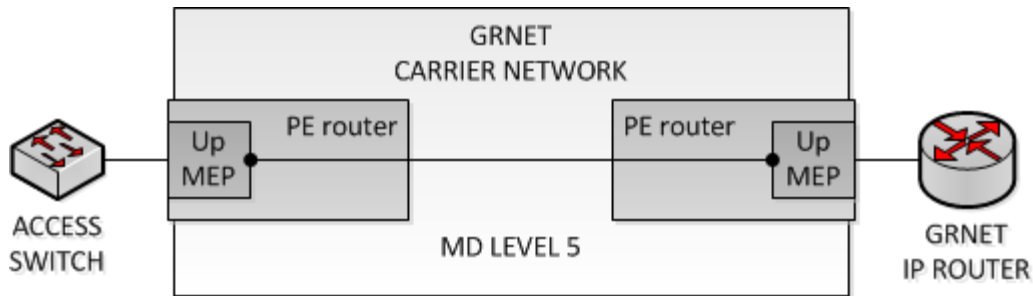 GRNET
CARRIER NETWORK
PE router
PE router
Up
MEP
Up
MEP
ACCESS
SWITCH
MD LEVEL 5
GRNET
IP ROUTER